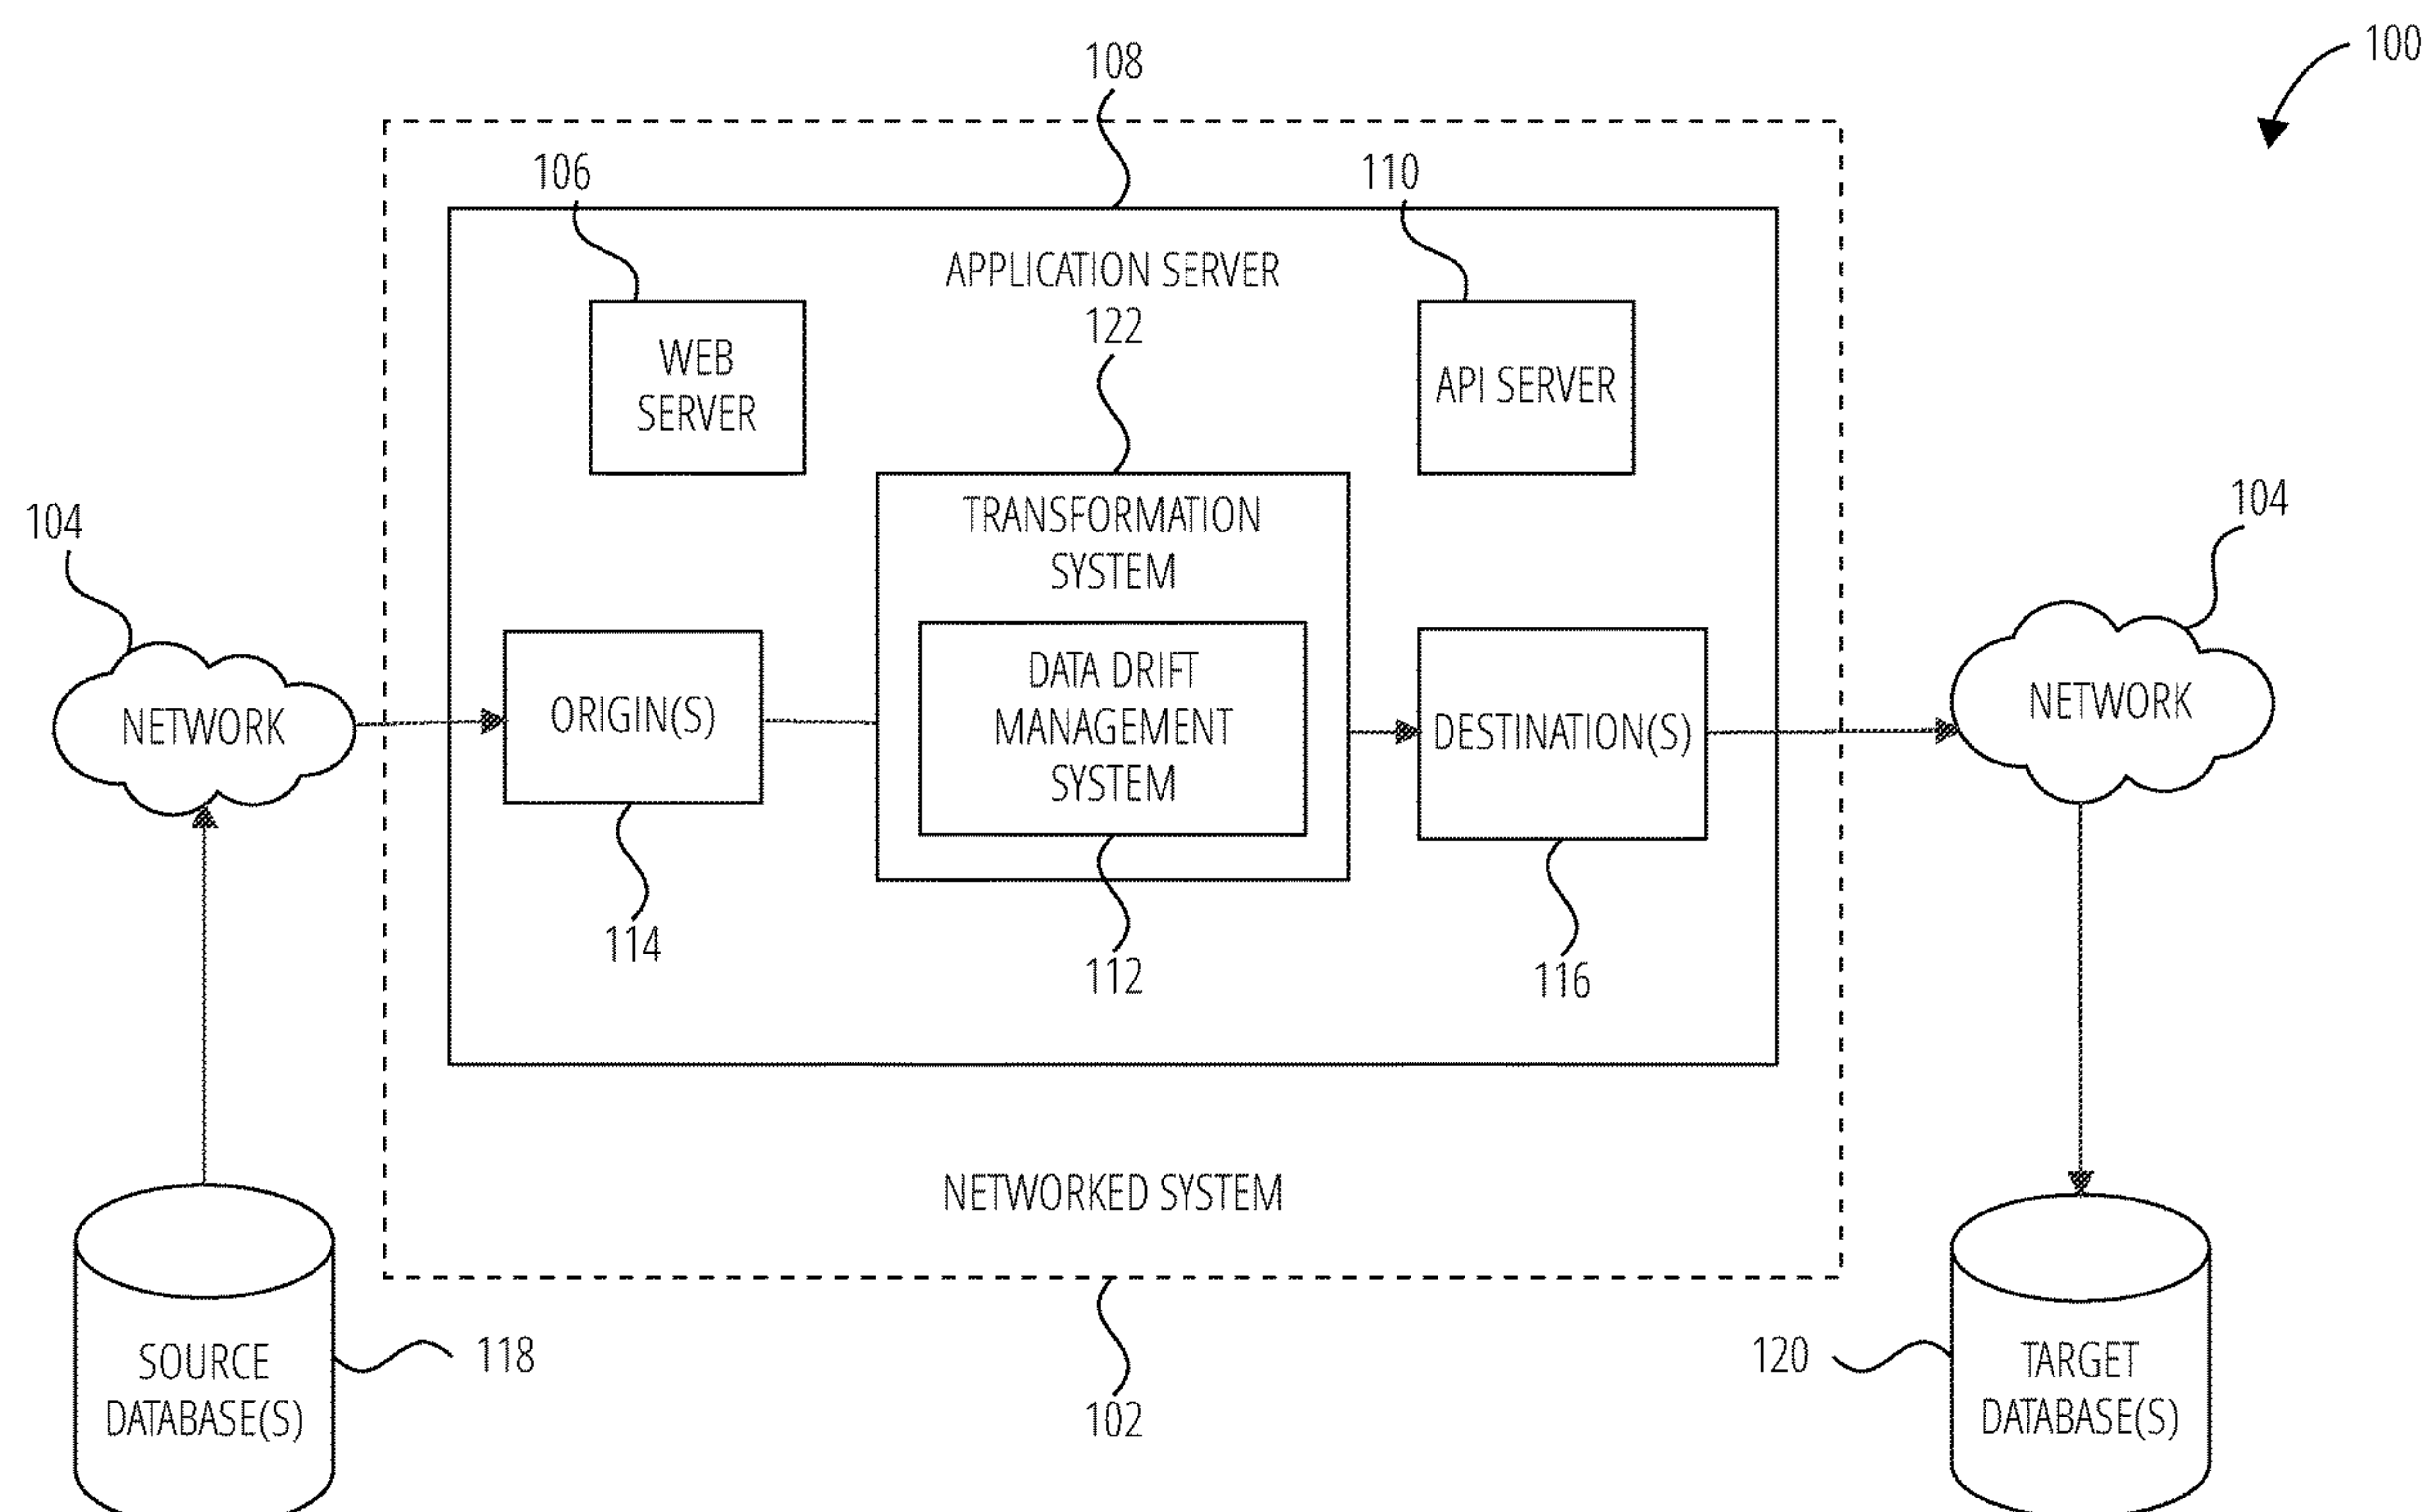 100
108
106
110
APPLICATION SERVER
122
WEB
SERVER
API SERVER
TRANSFORMATION
SYSTEM
104
104
DATA DRIFT
MANAGEMENT
SYSTEM
NETWORK
ORIGIN(S)
DESTINATION(S)
NETWORK
114
112
116
NETWORKED SYSTEM
SOURCE
DATABASE(S)
118
102
120
TARGET
DATABASE(S)